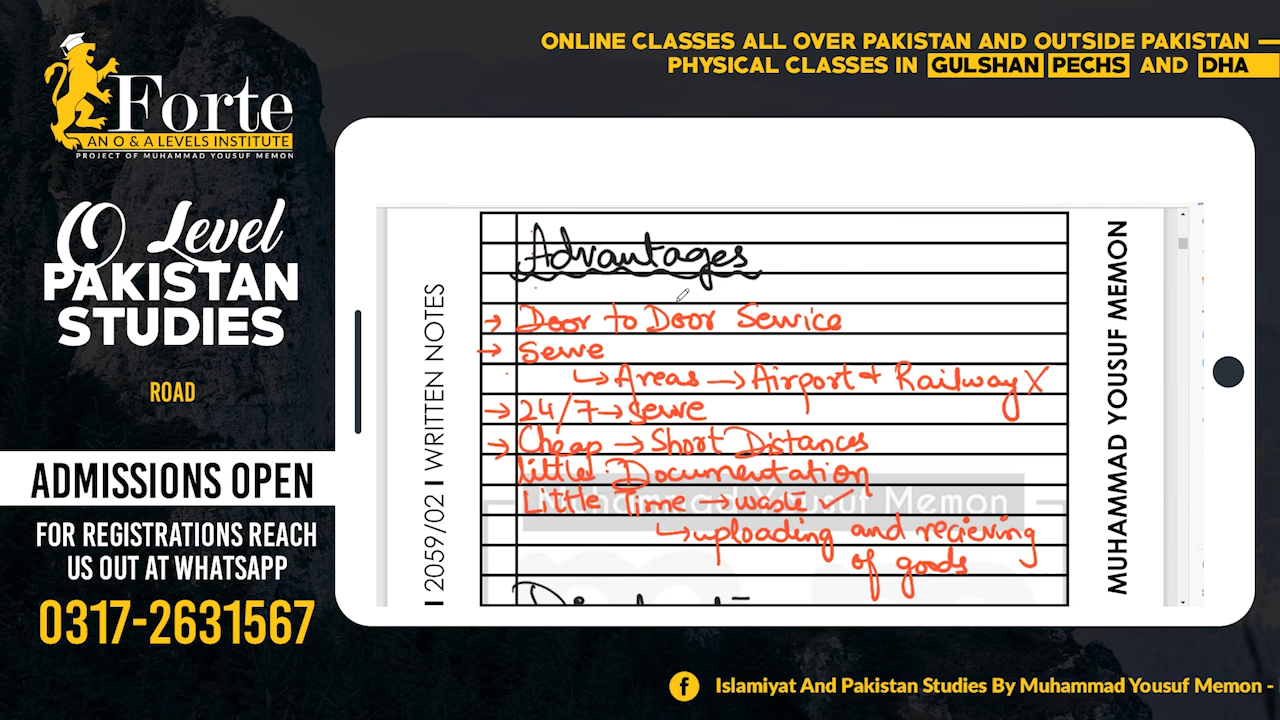 Forte
AN O & A LEVELS INSTITUTE
PROJECT OF MUHAMMAD YOUSUF MEMON
ONLINE CLASSES ALL OVER PAKISTAN AND OUTSIDE PAKISTAN —
PHYSICAL CLASSES IN GULSHAN PECHS AND DHA
O Level
PAKISTAN
STUDIES
ROAD
ADMISSIONS OPEN
FOR REGISTRATIONS REACH
US OUT AT WHATSAPP
0317-2631567
I 2059/02 I WRITTEN NOTES
Advantages
→ Door to Door Service
→ Serve
↳ Areas → Airport + Railway X
→ 24/7 → Serve
→ Cheap → Short Distances
little Documentation
Little Time → waste ✓
↳ uploading and recieving
of goods
Muhammad Yousuf Memon
MUHAMMAD YOUSUF MEMON
Islamiyat And Pakistan Studies By Muhammad Yousuf Memon -